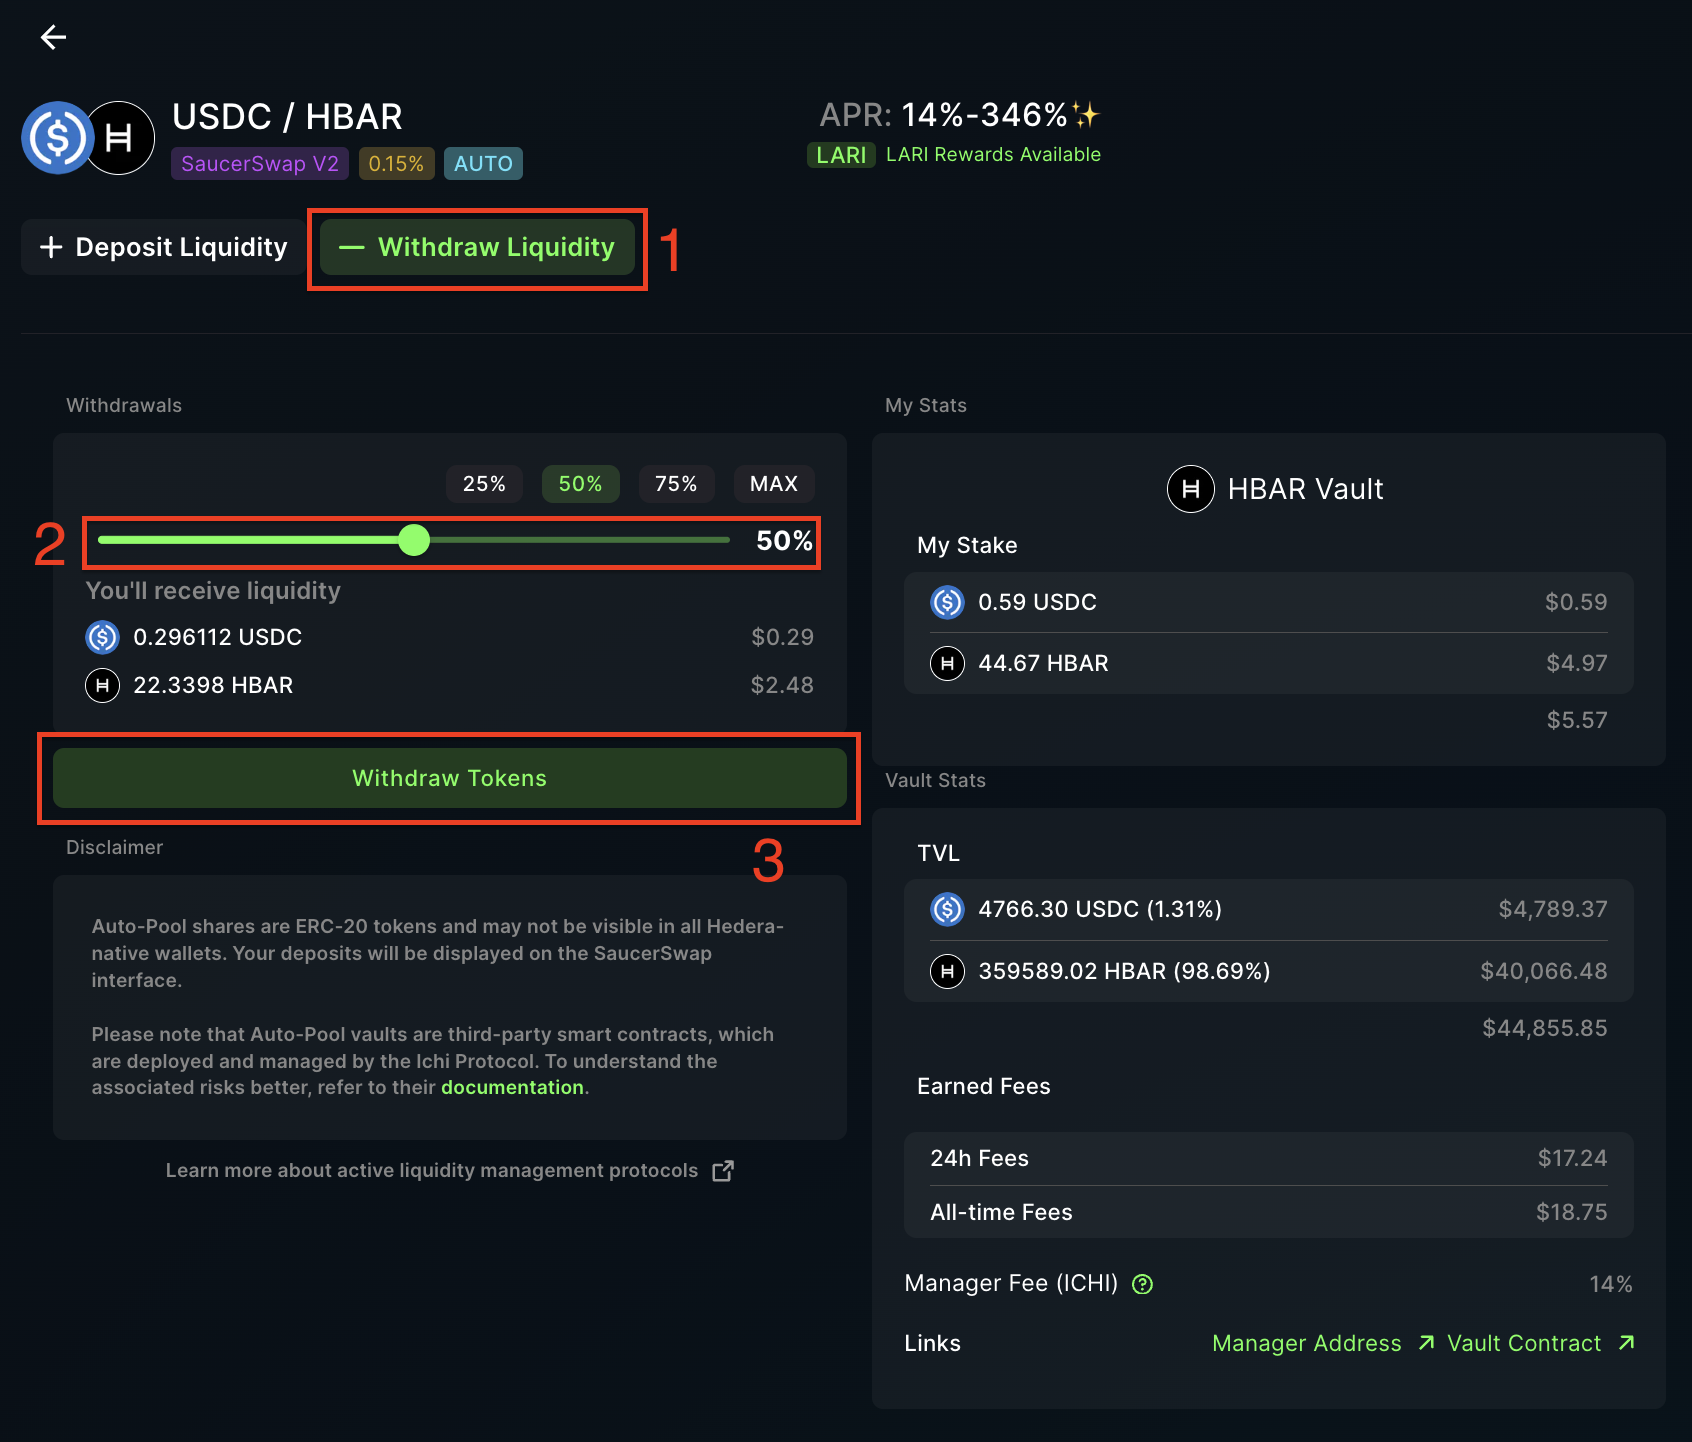 USDC / HBAR
SaucerSwap V2 0.15% AUTO
APR: 14%-346%✨
LARI LARI Rewards Available
+ Deposit Liquidity
— Withdraw Liquidity
1
Withdrawals
25% 50% 75% MAX
2
50%
You'll receive liquidity
0.296112 USDC $0.29
22.3398 HBAR $2.48
Withdraw Tokens
3
Disclaimer
Auto-Pool shares are ERC-20 tokens and may not be visible in all Hedera-
native wallets. Your deposits will be displayed on the SaucerSwap
interface.
Please note that Auto-Pool vaults are third-party smart contracts, which
are deployed and managed by the Ichi Protocol. To understand the
associated risks better, refer to their documentation.
Learn more about active liquidity management protocols
My Stats
HBAR Vault
My Stake
0.59 USDC $0.59
44.67 HBAR $4.97
$5.57
Vault Stats
TVL
4766.30 USDC (1.31%) $4,789.37
359589.02 HBAR (98.69%) $40,066.48
$44,855.85
Earned Fees
24h Fees $17.24
All-time Fees $18.75
Manager Fee (ICHI) ? 14%
Links Manager Address Vault Contract